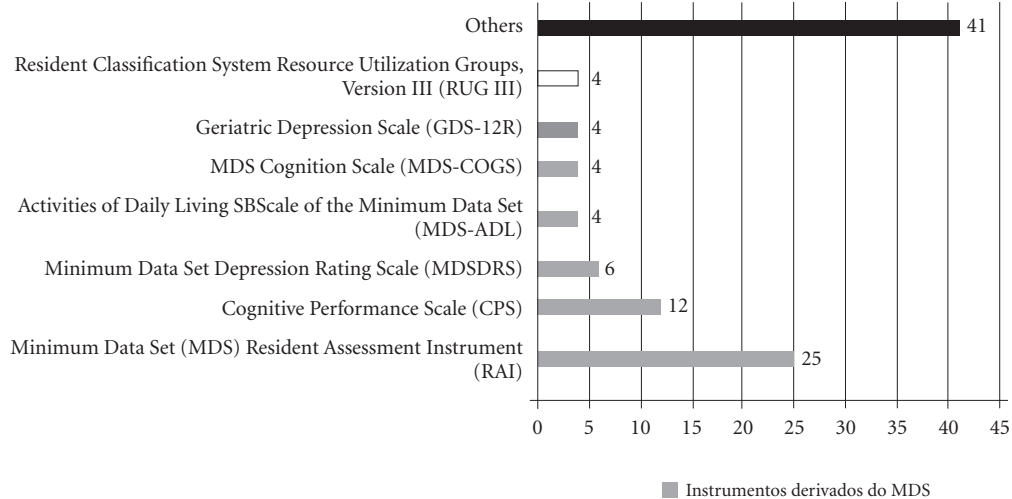 Others
41
Resident Classification System Resource Utilization Groups,
Version III (RUG III)
4
Geriatric Depression Scale (GDS-12R)
4
MDS Cognition Scale (MDS-COGS)
4
Activities of Daily Living SBScale of the Minimum Data Set
(MDS-ADL)
4
Minimum Data Set Depression Rating Scale (MDSDRS)
6
Cognitive Performance Scale (CPS)
12
Minimum Data Set (MDS) Resident Assessment Instrument
(RAI)
25
0 5 10 15 20 25 30 35 40 45
Instrumentos derivados do MDS